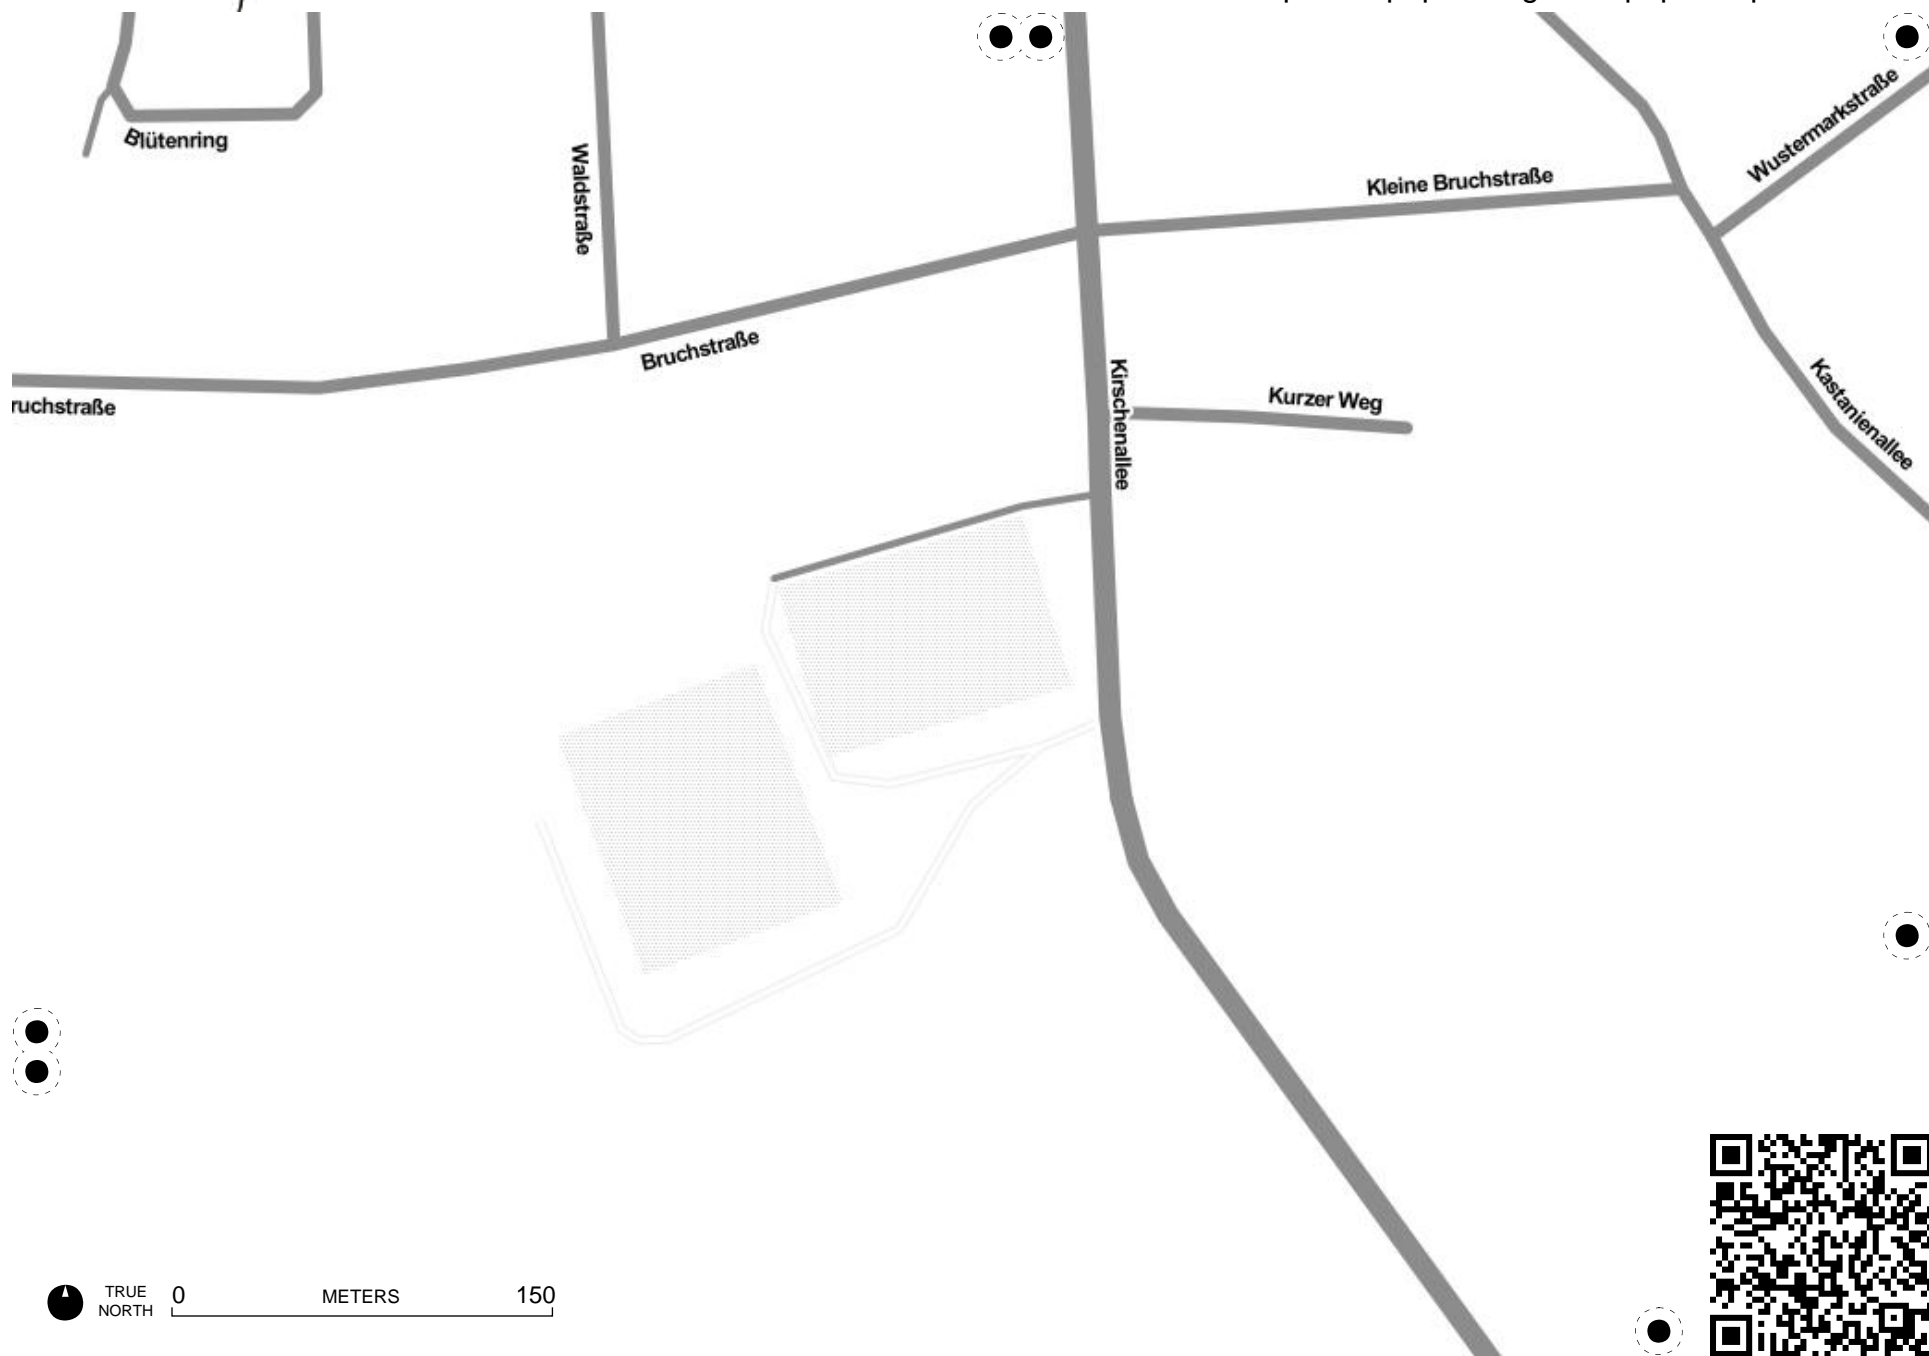 Wustermarkstraße
Blütenring
Waldstraße
Kleine Bruchstraße
Bruchstraße
Kirschenallee
Kurzer Weg
Kastanienallee
ruchstraße
TRUE
NORTH
0 METERS 150